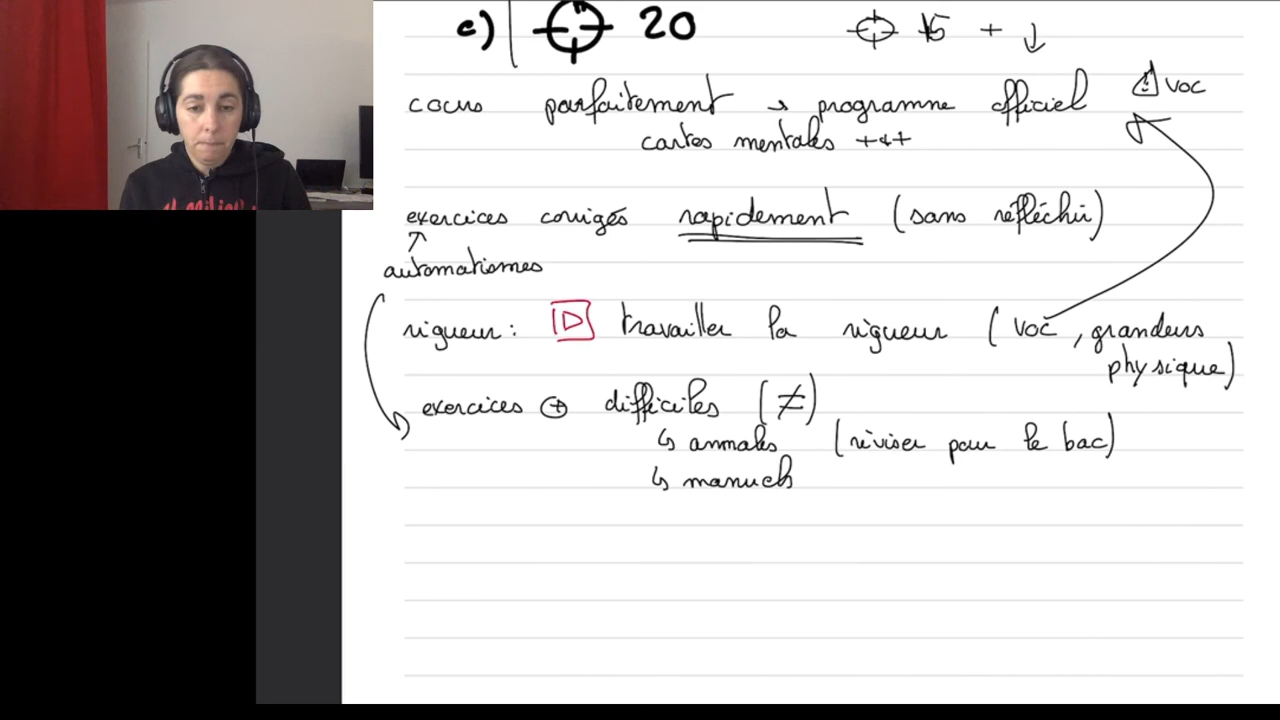 c) 20 15 + ↓
cours parfaitement → programme officiel ⚠ voc
cartes mentales +++
exercices corrigés rapidement (sans réfléchir)
↑
automatismes
rigueur : travailler la rigueur (voc, grandeurs
physique)
exercices ⊕ difficiles (≠)
↳ annales (réviser pour le bac)
↳ manuels